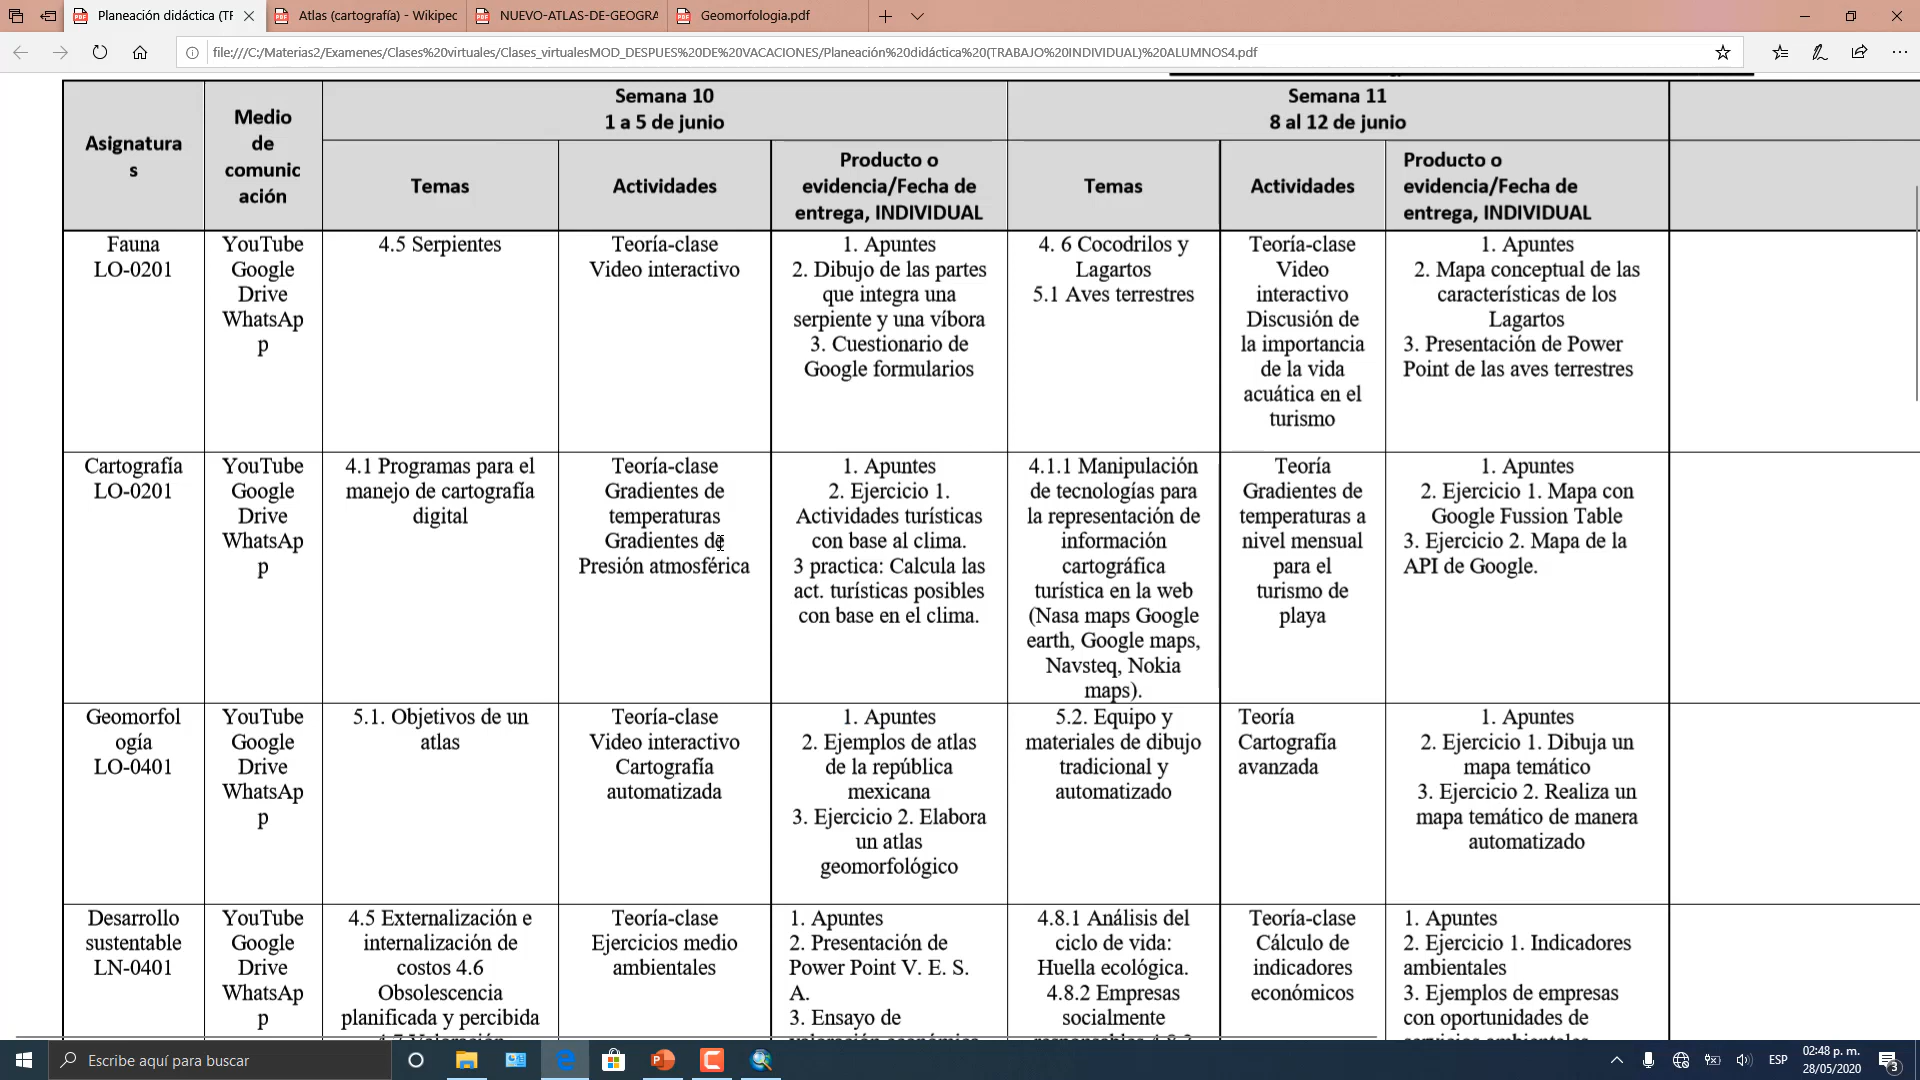 Planeación didáctica (TF
Atlas (cartografía) - Wikipec
NUEVO-ATLAS-DE-GEOGRA
Geomorfologia.pdf
file:///C:/Materias2/Examenes/Clases%20virtuales/Clases_virtualesMOD_DESPUES%20DE%20VACACIONES/Planeación%20didáctica%20(TRABAJO%20INDIVIDUAL)%20ALUMNOS4.pdf
Asignatura
s
Medio
de
comunic
ación
Semana 10
1 a 5 de junio
Semana 11
8 al 12 de junio
Temas
Actividades
Producto o
evidencia/Fecha de
entrega, INDIVIDUAL
Temas
Actividades
Producto o
evidencia/Fecha de
entrega, INDIVIDUAL
Fauna
LO-0201
YouTube
Google
Drive
WhatsAp
p
4.5 Serpientes
Teoría-clase
Video interactivo
1. Apuntes
2. Dibujo de las partes
que integra una
serpiente y una víbora
3. Cuestionario de
Google formularios
4. 6 Cocodrilos y
Lagartos
5.1 Aves terrestres
Teoría-clase
Video
interactivo
Discusión de
la importancia
de la vida
acuática en el
turismo
1. Apuntes
2. Mapa conceptual de las
características de los
Lagartos
3. Presentación de Power
Point de las aves terrestres
Cartografía
LO-0201
YouTube
Google
Drive
WhatsAp
p
4.1 Programas para el
manejo de cartografía
digital
Teoría-clase
Gradientes de
temperaturas
Gradientes de
Presión atmosférica
1. Apuntes
2. Ejercicio 1.
Actividades turísticas
con base al clima.
3 practica: Calcula las
act. turísticas posibles
con base en el clima.
4.1.1 Manipulación
de tecnologías para
la representación de
información
cartográfica
turística en la web
(Nasa maps Google
earth, Google maps,
Navsteq, Nokia
maps).
Teoría
Gradientes de
temperaturas a
nivel mensual
para el
turismo de
playa
1. Apuntes
2. Ejercicio 1. Mapa con
Google Fussion Table
3. Ejercicio 2. Mapa de la
API de Google.
Geomorfol
ogía
LO-0401
YouTube
Google
Drive
WhatsAp
p
5.1. Objetivos de un
atlas
Teoría-clase
Video interactivo
Cartografía
automatizada
1. Apuntes
2. Ejemplos de atlas
de la república
mexicana
3. Ejercicio 2. Elabora
un atlas
geomorfológico
5.2. Equipo y
materiales de dibujo
tradicional y
automatizado
Teoría
Cartografía
avanzada
1. Apuntes
2. Ejercicio 1. Dibuja un
mapa temático
3. Ejercicio 2. Realiza un
mapa temático de manera
automatizado
Desarrollo
sustentable
LN-0401
YouTube
Google
Drive
WhatsAp
p
4.5 Externalización e
internalización de
costos 4.6
Obsolescencia
planificada y percibida
Teoría-clase
Ejercicios medio
ambientales
1. Apuntes
2. Presentación de
Power Point V. E. S.
A.
3. Ensayo de
4.8.1 Análisis del
ciclo de vida:
Huella ecológica.
4.8.2 Empresas
socialmente
Teoría-clase
Cálculo de
indicadores
económicos
1. Apuntes
2. Ejercicio 1. Indicadores
ambientales
3. Ejemplos de empresas
con oportunidades de
Escribe aquí para buscar
ESP
02:48 p. m.
28/05/2020
3